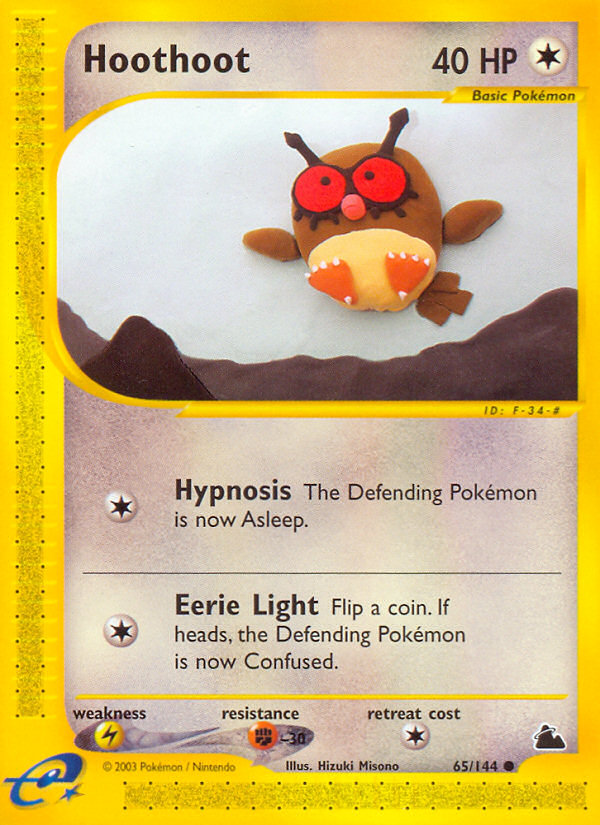 Hoothoot 40 HP
Basic Pokémon
ID: F-34-#
Hypnosis The Defending Pokémon
is now Asleep.
Eerie Light Flip a coin. If
heads, the Defending Pokémon
is now Confused.
weakness resistance retreat cost
-30
© 2003 Pokémon / Nintendo Illus. Hizuki Misono 65/144
e